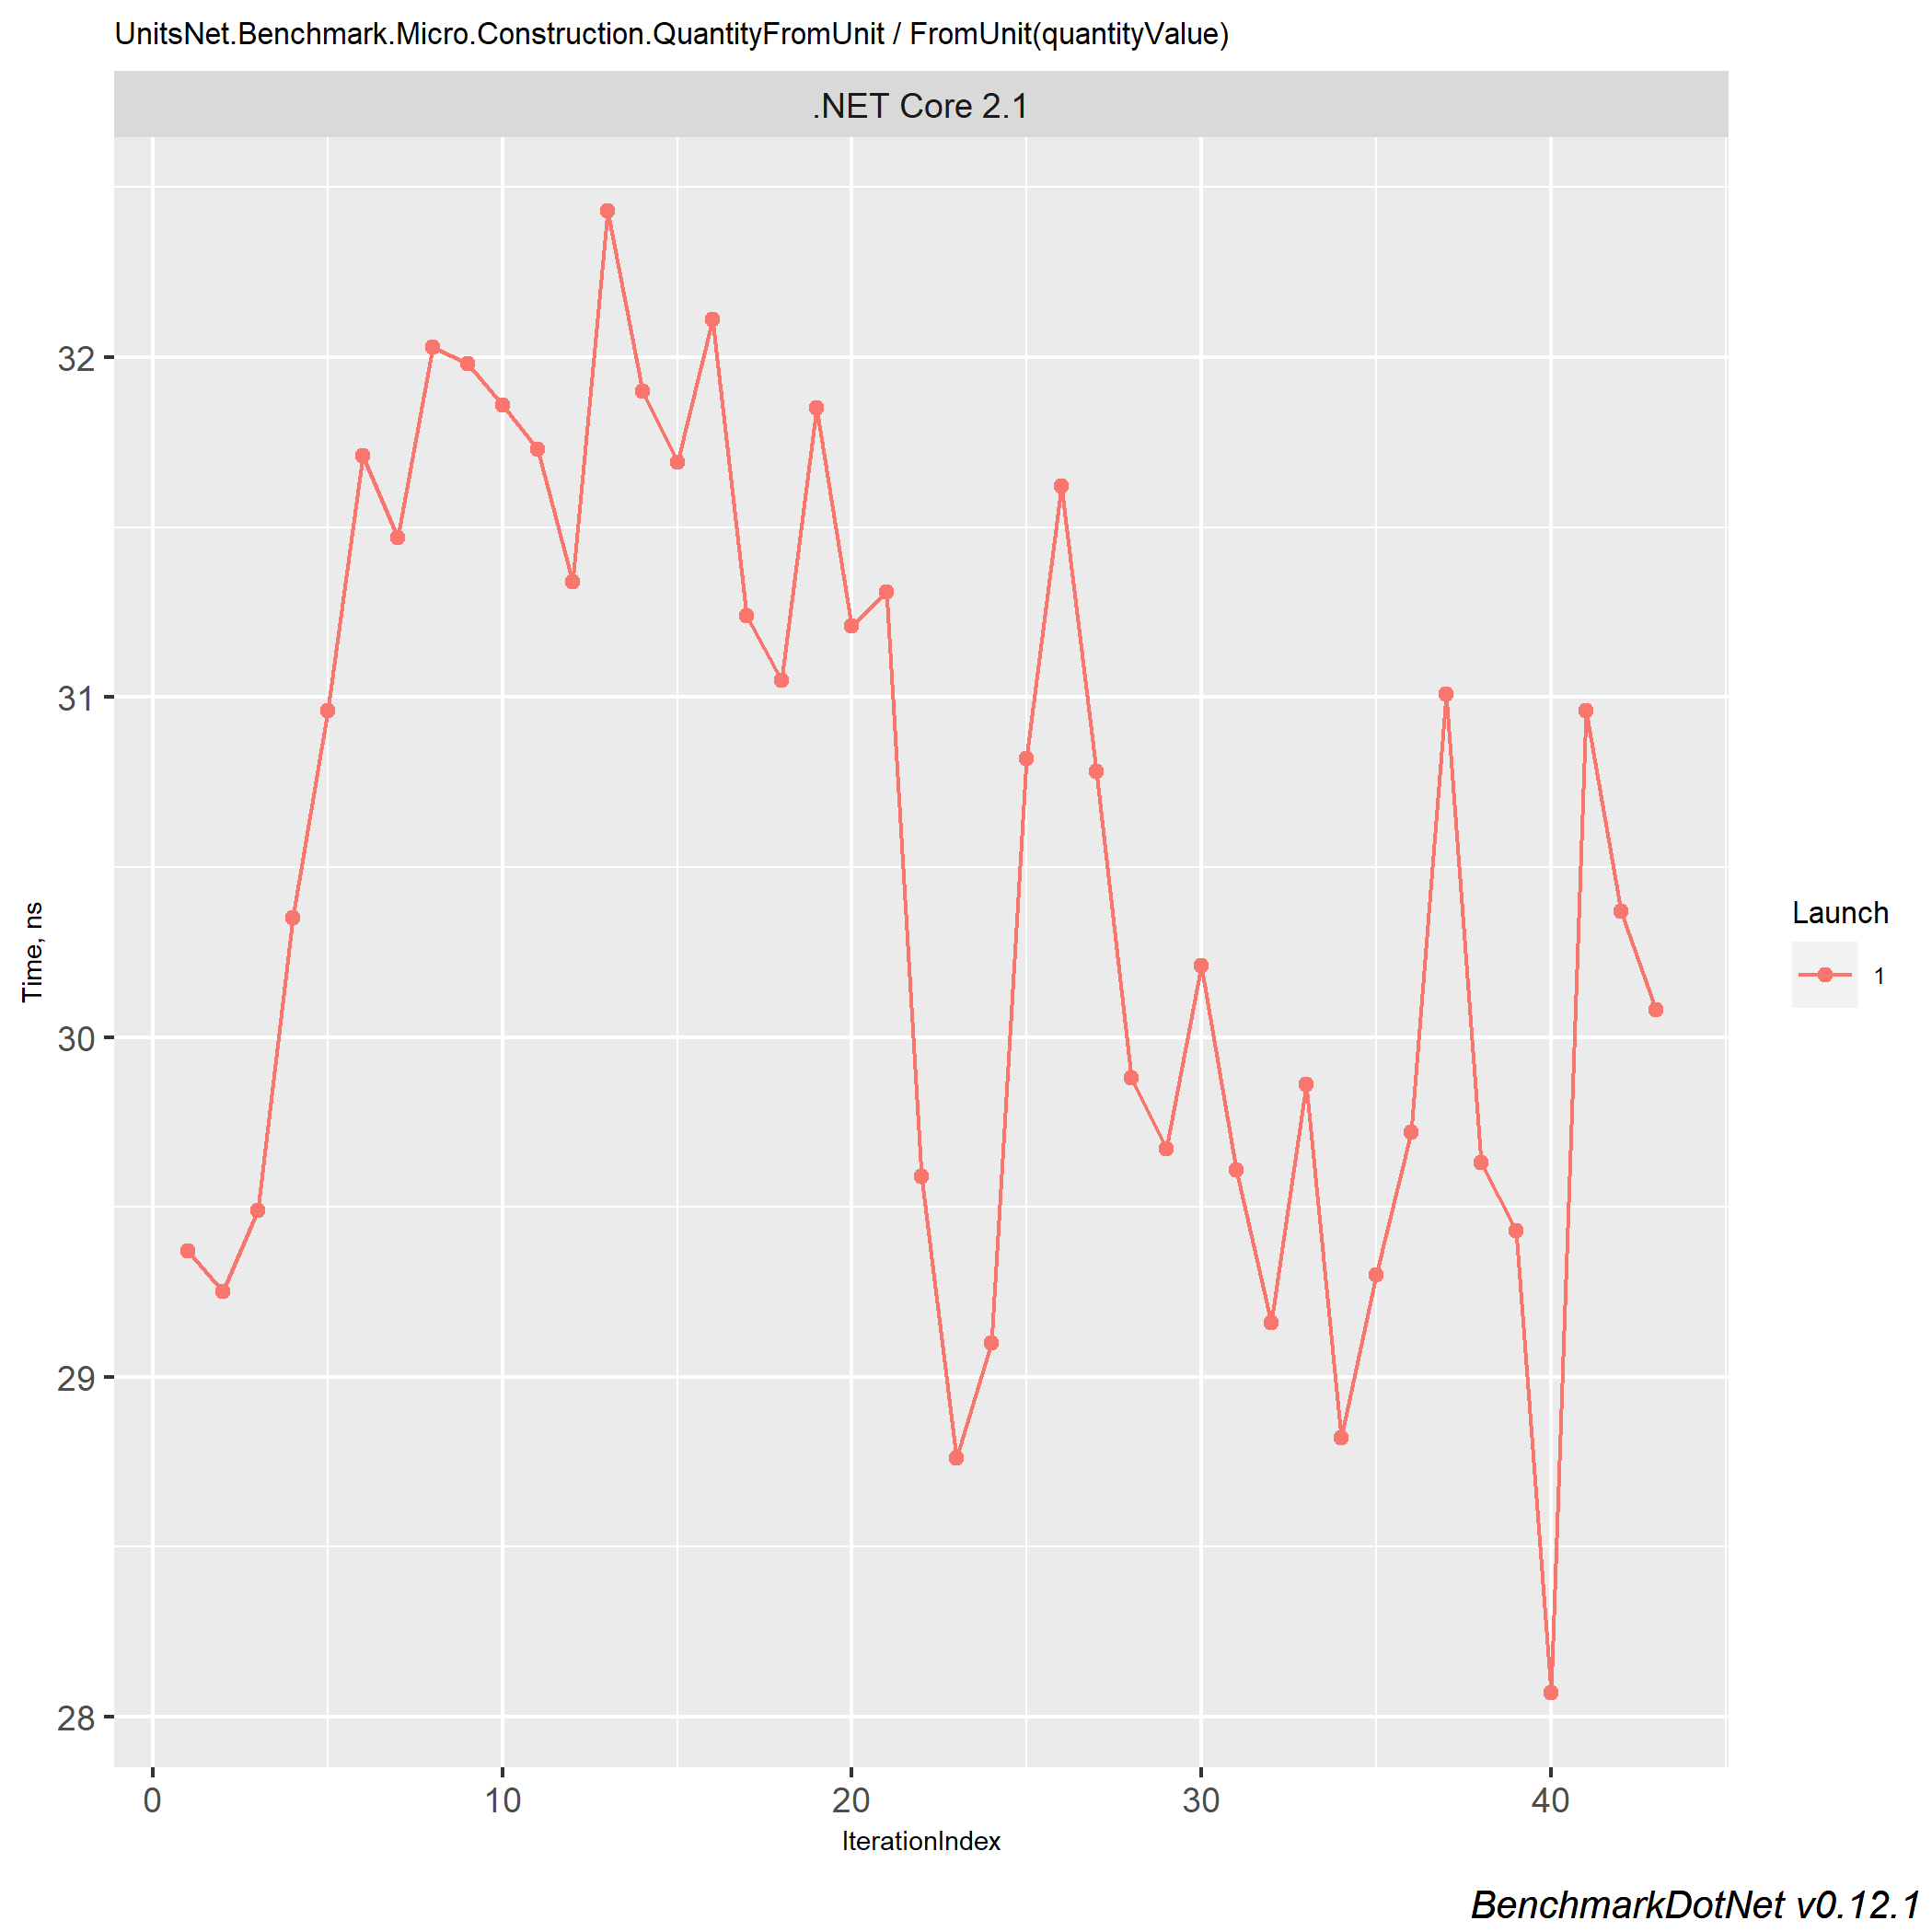 UnitsNet.Benchmark.Micro.Construction.QuantityFromUnit / FromUnit(quantityValue)
.NET Core 2.1
32
31
30
29
28
Time, ns
0 10 20 30 40
IterationIndex
Launch
1
BenchmarkDotNet v0.12.1